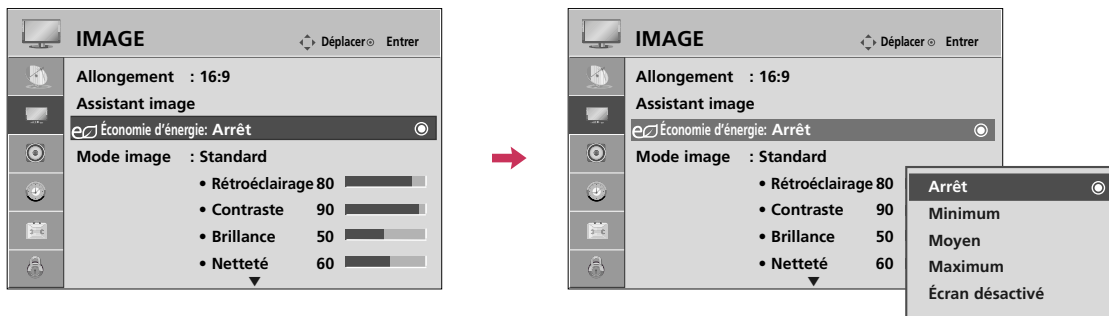 IMAGE
Déplacer Entrer
Allongement : 16:9
Assistant image
Économie d'énergie: Arrêt
Mode image : Standard
• Rétroéclairage 80
• Contraste 90
• Brillance 50
• Netteté 60
IMAGE
Déplacer Entrer
Allongement : 16:9
Assistant image
Économie d'énergie: Arrêt
Mode image : Standard
• Rétroéclairage 80
• Contraste 90
• Brillance 50
• Netteté 60
Arrêt
Minimum
Moyen
Maximum
Écran désactivé